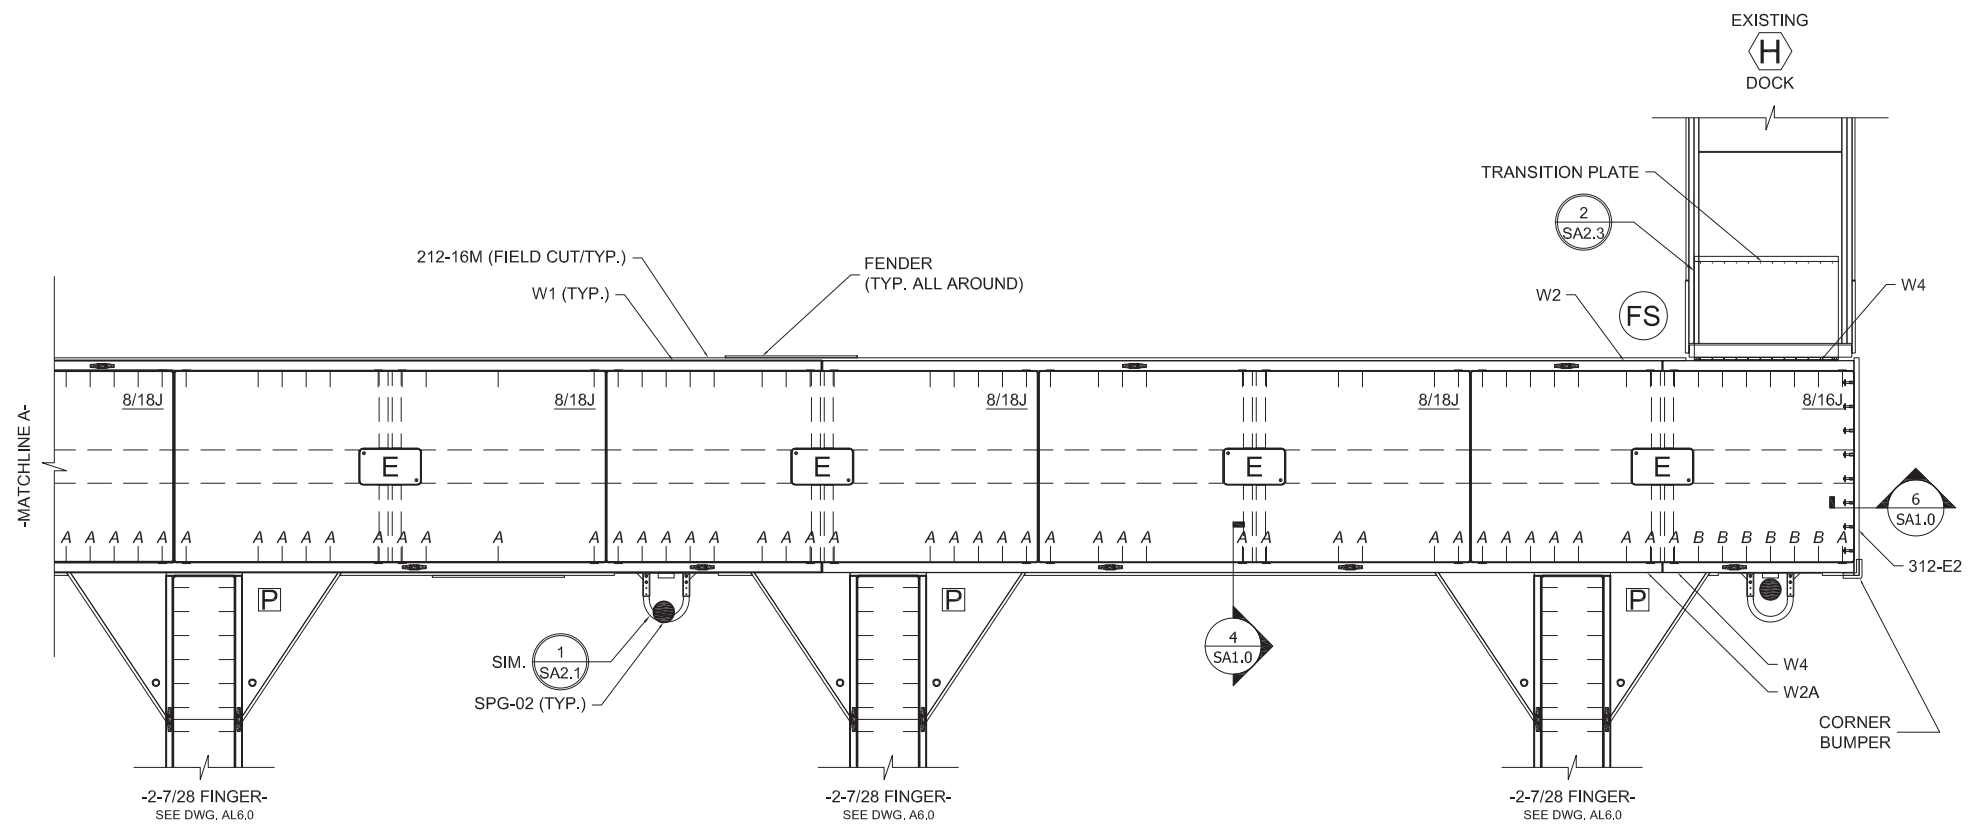 EXISTING
H
DOCK
TRANSITION PLATE
2
SA2.3
212-16M (FIELD CUT/TYP.)
W1 (TYP.)
FENDER
(TYP. ALL AROUND)
W2
FS
W4
8/18J
8/18J
8/18J
8/18J
8/16J
-MATCHLINE A-
E
E
E
E
6
SA1.0
A A A A A A A A A A A A A A A A A A A A A A A A A A A A A A A A A A A A A A A A A A A A A A A B B B B B B A
312-E2
P
P
P
SIM.
1
SA2.1
SPG-02 (TYP.)
4
SA1.0
W4
W2A
CORNER
BUMPER
-2-7/28 FINGER-
SEE DWG. AL6.0
-2-7/28 FINGER-
SEE DWG. A6.0
-2-7/28 FINGER-
SEE DWG. AL6.0